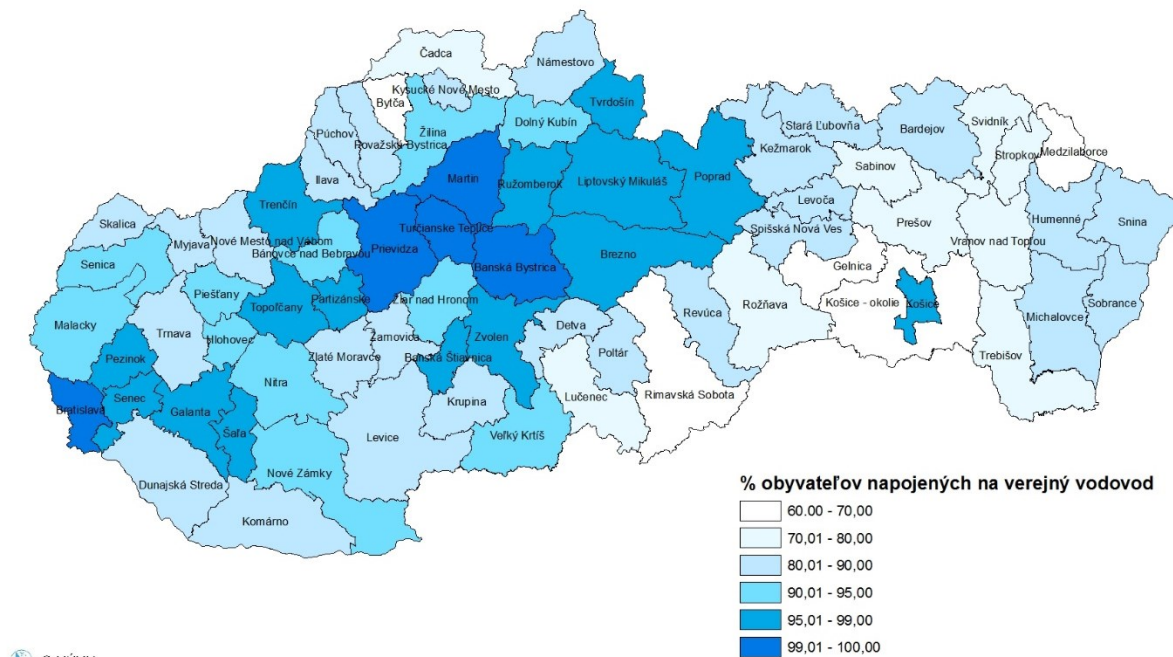 Čadca
Námestovo
Kysucké Nové Mesto
Bytča
Tvrdošín
Púchov
Žilina
Dolný Kubín
Považská Bystrica
Ilava
Martin
Ružomberok
Liptovský Mikuláš
Poprad
Kežmarok
Stará Ľubovňa
Bardejov
Svidník
Stropkov
Medzilaborce
Sabinov
Levoča
Prešov
Humenné
Snina
Spišská Nová Ves
Vranov nad Topľou
Gelnica
Trenčín
Skalica
Myjava
Nové Mesto nad Váhom
Bánovce nad Bebravou
Prievidza
Turčianske Teplice
Banská Bystrica
Brezno
Senica
Piešťany
Topoľčany
Partizánske
Žiar nad Hronom
Košice - okolie
Košice
Rožňava
Revúca
Michalovce
Sobrance
Malacky
Trnava
Hlohovec
Žarnovica
Zvolen
Detva
Poltár
Trebišov
Pezinok
Zlaté Moravce
Banská Štiavnica
Nitra
Lučenec
Rimavská Sobota
Bratislava
Senec
Galanta
Šaľa
Krupina
Levice
Veľký Krtíš
Nové Zámky
Dunajská Streda
Komárno
% obyvateľov napojených na verejný vodovod
60.00 - 70,00
70,01 - 80,00
80,01 - 90,00
90,01 - 95,00
95,01 - 99,00
99,01 - 100,00